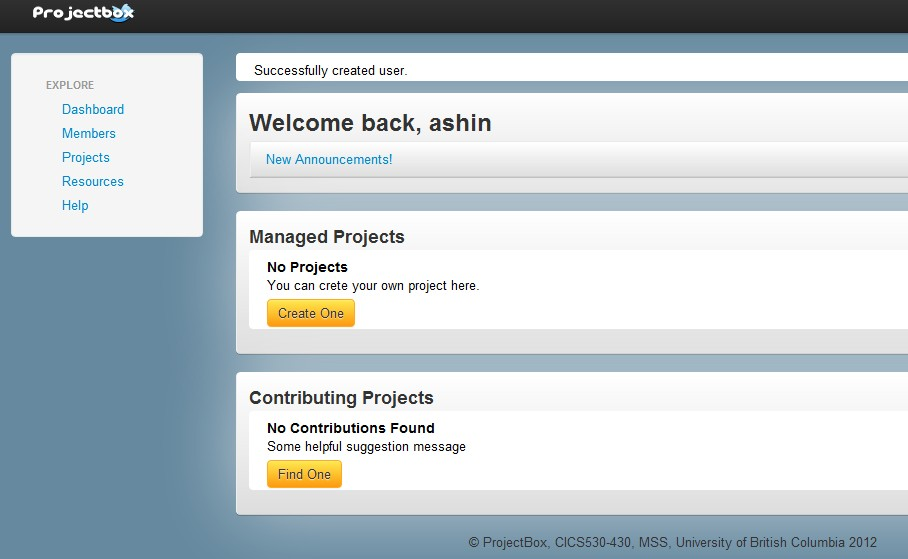 Projectbox
EXPLORE
Dashboard
Members
Projects
Resources
Help
Successfully created user.
Welcome back, ashin
New Announcements!
Managed Projects
No Projects
You can crete your own project here.
Create One
Contributing Projects
No Contributions Found
Some helpful suggestion message
Find One
© ProjectBox, CICS530-430, MSS, University of British Columbia 2012